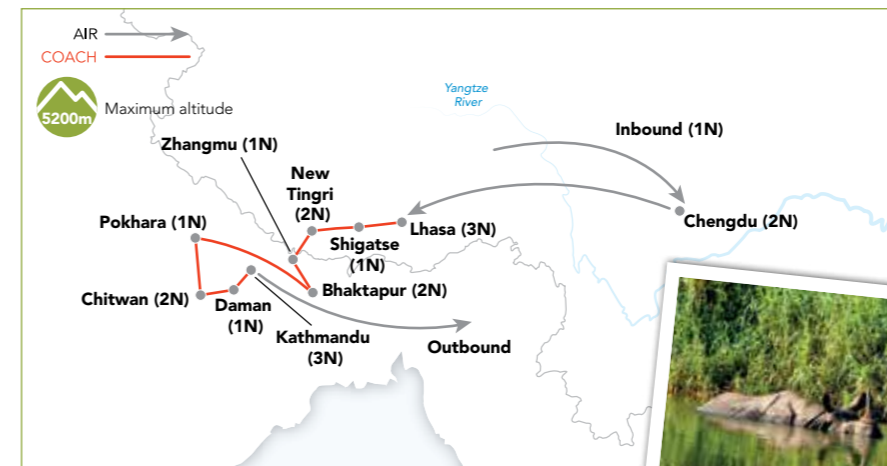 AIR
COACH
5200m
Maximum altitude
Yangtze
River
Inbound (1N)
Zhangmu (1N)
New
Tingri
(2N)
Pokhara (1N)
Lhasa (3N)
Chengdu (2N)
Shigatse
(1N)
Chitwan (2N)
Bhaktapur (2N)
Daman
(1N)
Kathmandu
(3N)
Outbound